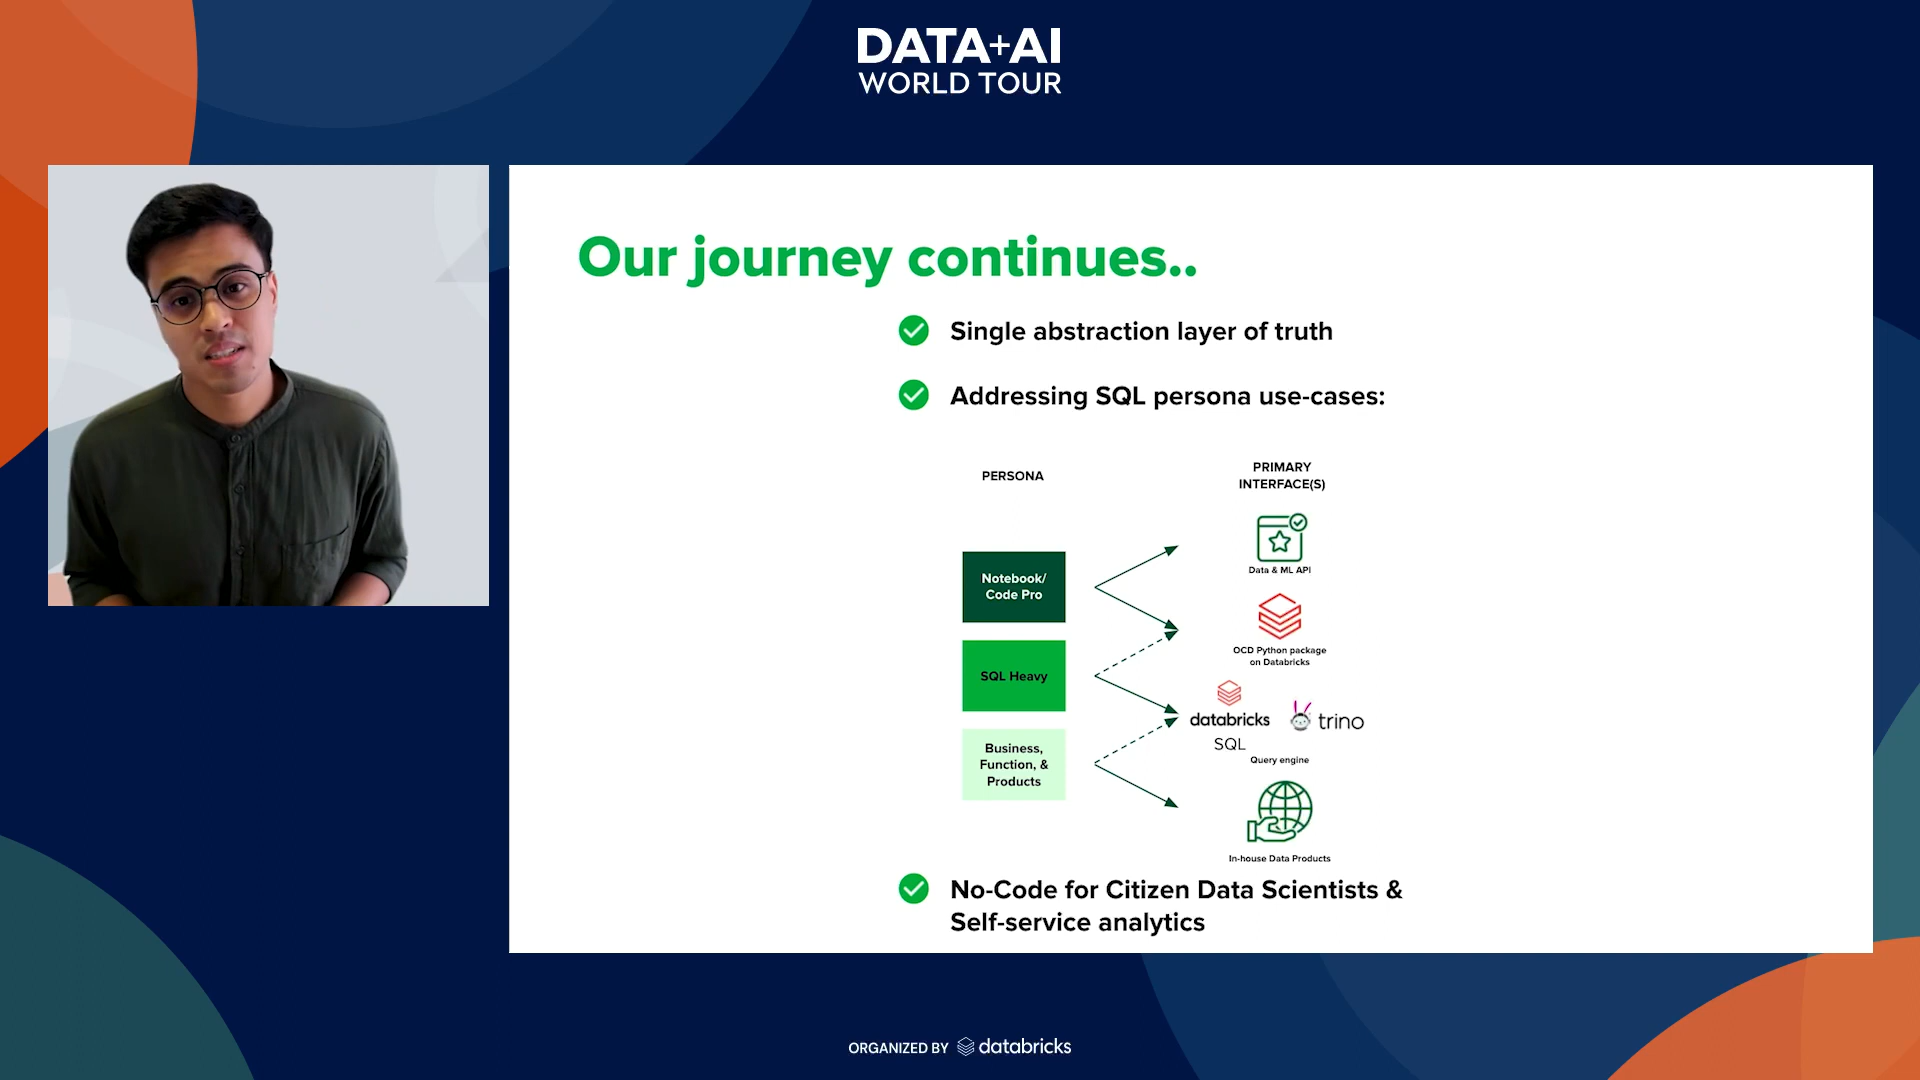 DATA+AI
WORLD TOUR
Our journey continues..
Single abstraction layer of truth
Addressing SQL persona use-cases:
PERSONA
PRIMARY
INTERFACE(S)
Notebook/
Code Pro
SQL Heavy
Business,
Function, &
Products
Data & ML API
OCD Python package
on Databricks
databricks
SQL
trino
Query engine
In-house Data Products
No-Code for Citizen Data Scientists &
Self-service analytics
ORGANIZED BY databricks